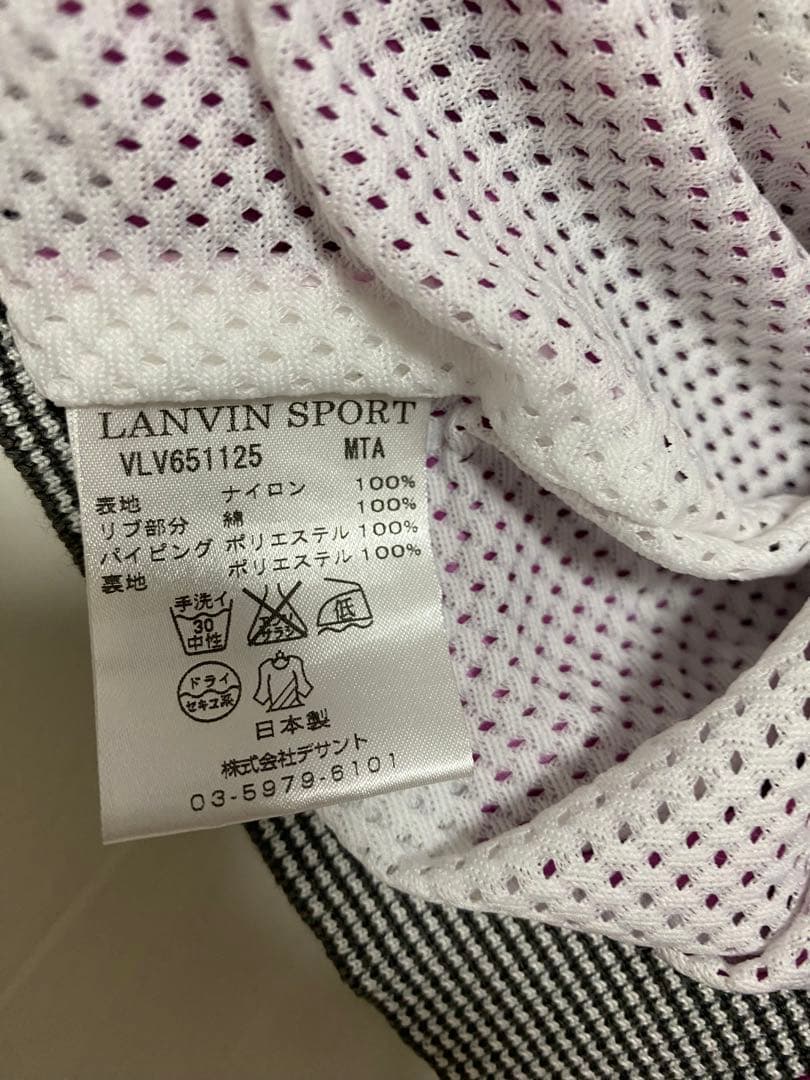 LANVIN SPORT
VLV651125 MTA
表地 ナイロン 100%
リブ部分 綿 100%
パイピング ポリエステル 100%
裏地 ポリエステル 100%
手洗イ
30
中性
サラシ
低
ドライ
セキユ系
日本製
株式会社デサント
03-5979-6101